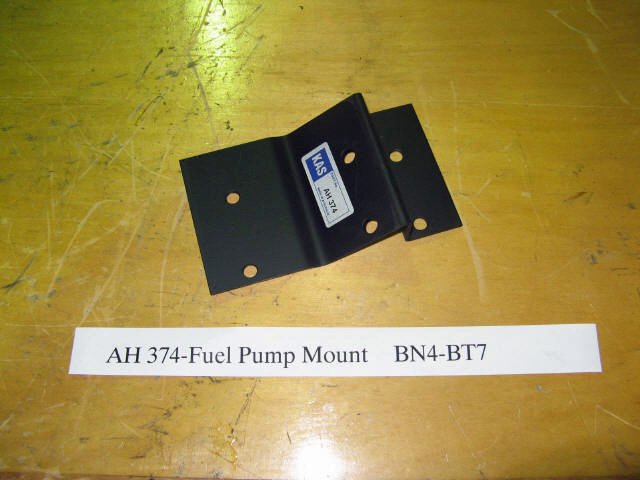 KAS
AH 374
AH 374-Fuel Pump Mount BN4-BT7